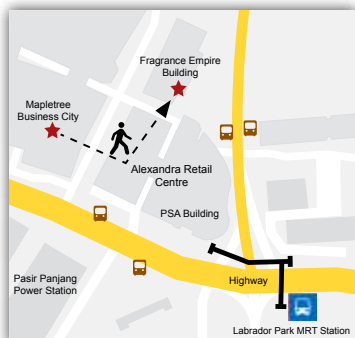 Fragrance Empire
Building
Mapletree
Business City
Alexandra Retail
Centre
PSA Building
Highway
Pasir Panjang
Power Station
Labrador Park MRT Station